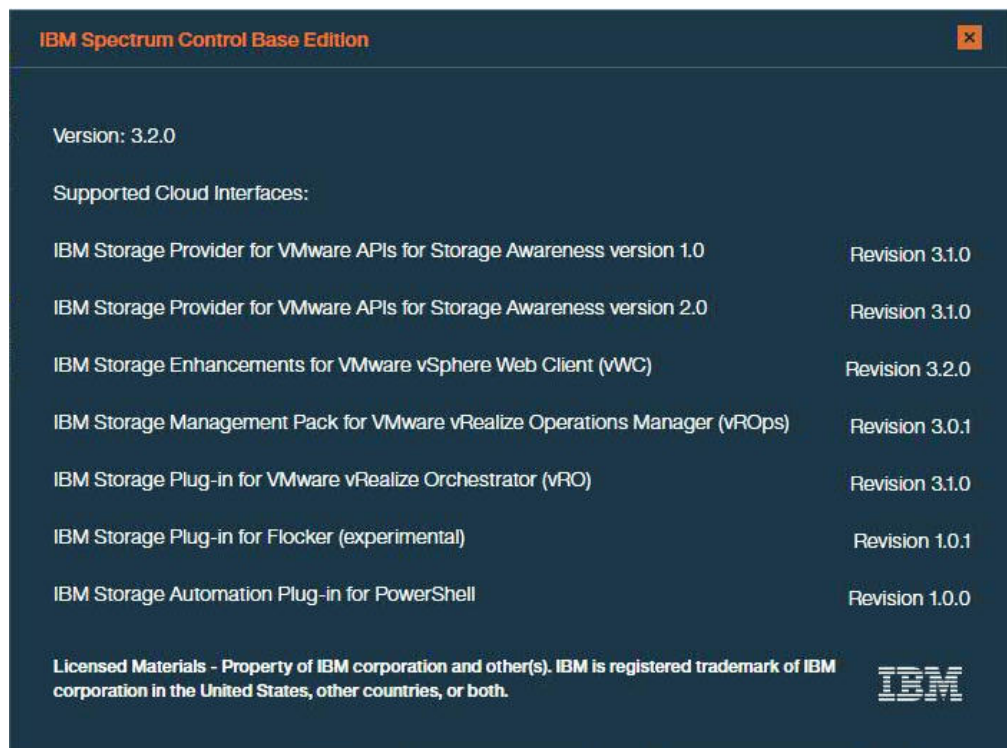 IBM Spectrum Control Base Edition
Version: 3.2.0
Supported Cloud Interfaces:
IBM Storage Provider for VMware APIs for Storage Awareness version 1.0 Revision 3.1.0
IBM Storage Provider for VMware APIs for Storage Awareness version 2.0 Revision 3.1.0
IBM Storage Enhancements for VMware vSphere Web Client (vWC) Revision 3.2.0
IBM Storage Management Pack for VMware vRealize Operations Manager (vROps) Revision 3.0.1
IBM Storage Plug-in for VMware vRealize Orchestrator (vRO) Revision 3.1.0
IBM Storage Plug-in for Flocker (experimental) Revision 1.0.1
IBM Storage Automation Plug-in for PowerShell Revision 1.0.0
Licensed Materials - Property of IBM corporation and other(s). IBM is registered trademark of IBM
corporation in the United States, other countries, or both.
IBM